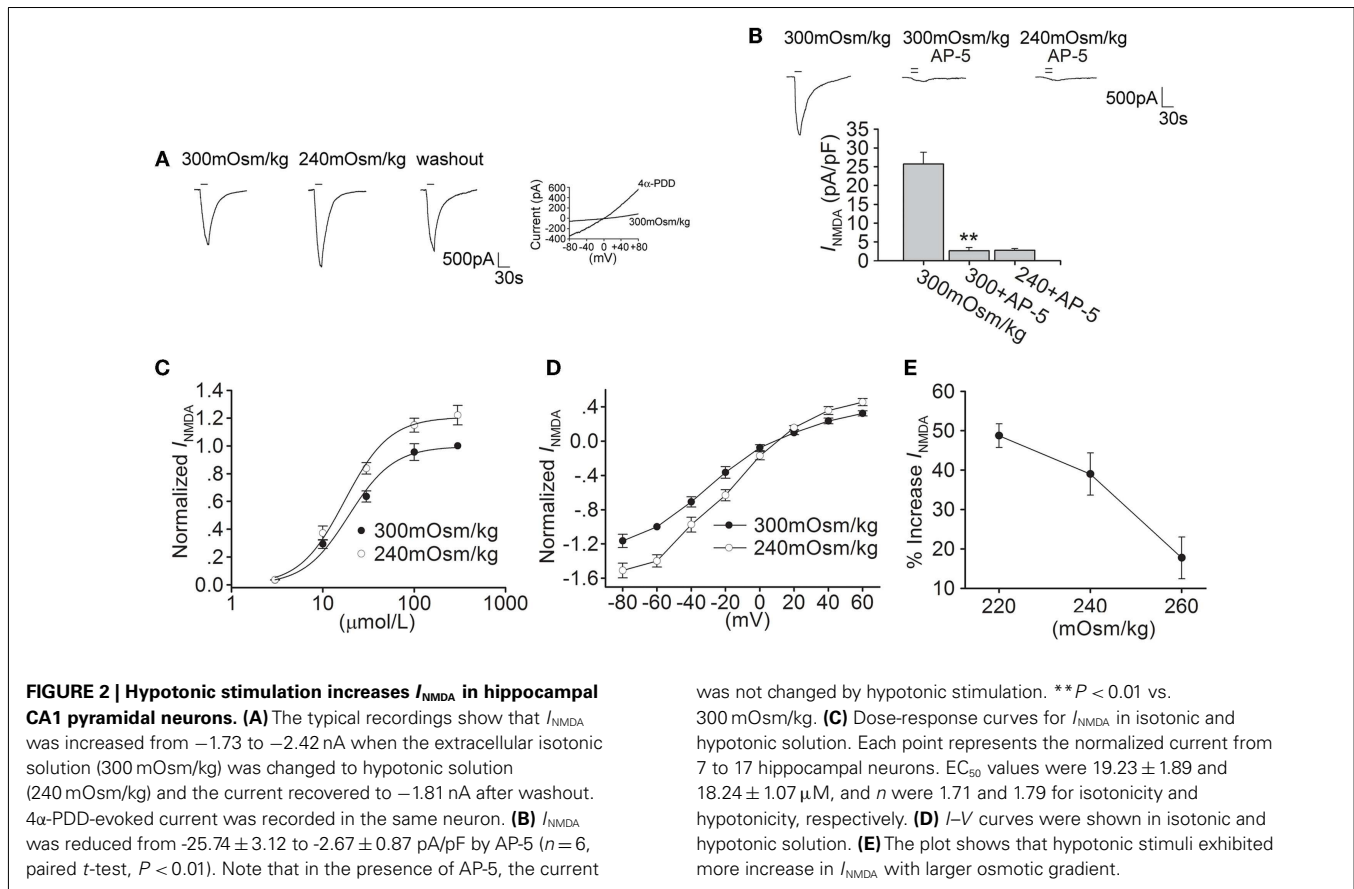 B
300mOsm/kg 300mOsm/kg 240mOsm/kg
AP-5 AP-5
500pA
30s
35
30
25
20
15
10
5
0
I_NMDA (pA/pF)
**
300mOsm/kg
300+AP-5
240+AP-5
A
300mOsm/kg 240mOsm/kg washout
500pA
30s
600
400
200
0
-200
-400
Current (pA)
4α-PDD
300mOsm/kg
-80 -40 0 +40 +80
(mV)
C
1.4
1.2
1.0
.8
.6
.4
.2
0.0
Normalized I_NMDA
300mOsm/kg
240mOsm/kg
1 10 100 1000
(μmol/L)
D
.4
0.0
-.4
-.8
-1.2
-1.6
Normalized I_NMDA
300mOsm/kg
240mOsm/kg
-80 -60 -40 -20 0 20 40 60
(mV)
E
60
50
40
30
20
10
% Increase I_NMDA
220 240 260
(mOsm/kg)
FIGURE 2 | Hypotonic stimulation increases I_NMDA in hippocampal
CA1 pyramidal neurons. (A) The typical recordings show that I_NMDA
was increased from −1.73 to −2.42 nA when the extracellular isotonic
solution (300 mOsm/kg) was changed to hypotonic solution
(240 mOsm/kg) and the current recovered to −1.81 nA after washout.
4α-PDD-evoked current was recorded in the same neuron. (B) I_NMDA
was reduced from -25.74 ± 3.12 to -2.67 ± 0.87 pA/pF by AP-5 (n = 6,
paired t-test, P < 0.01). Note that in the presence of AP-5, the current
was not changed by hypotonic stimulation. **P < 0.01 vs.
300 mOsm/kg. (C) Dose-response curves for I_NMDA in isotonic and
hypotonic solution. Each point represents the normalized current from
7 to 17 hippocampal neurons. EC₅₀ values were 19.23 ± 1.89 and
18.24 ± 1.07 μM, and n were 1.71 and 1.79 for isotonicity and
hypotonicity, respectively. (D) I–V curves were shown in isotonic and
hypotonic solution. (E) The plot shows that hypotonic stimuli exhibited
more increase in I_NMDA with larger osmotic gradient.